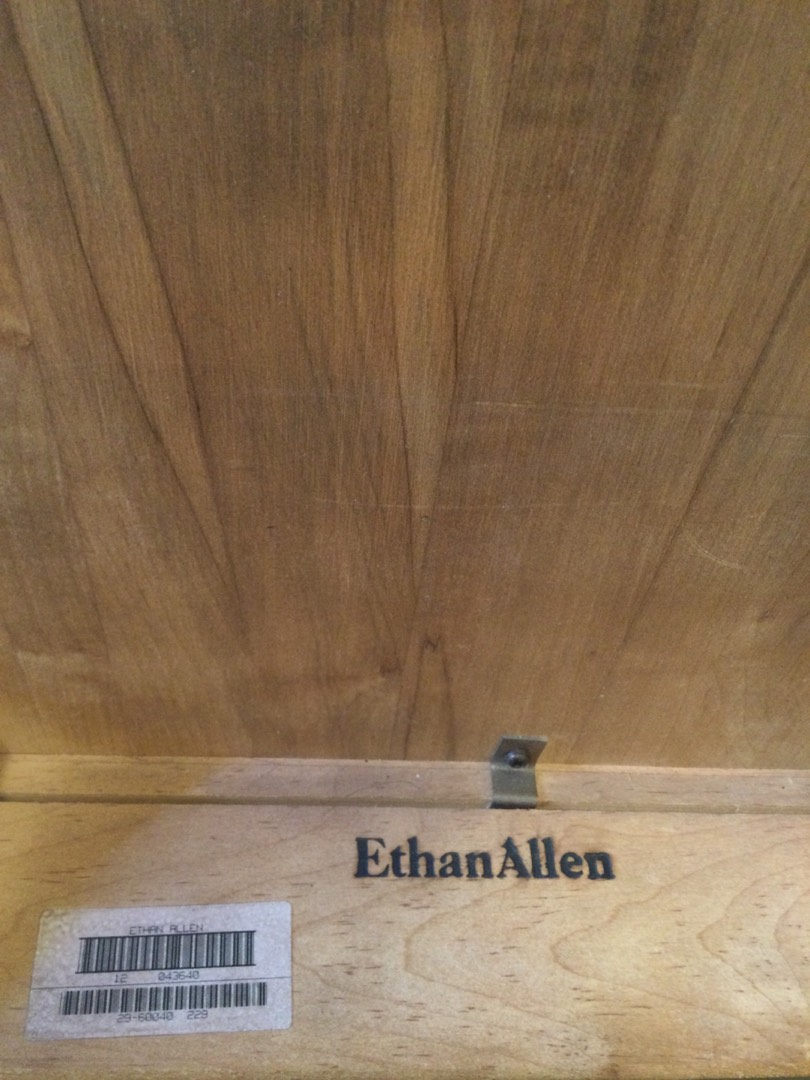 EthanAllen
ETHAN ALLEN
12 043640
29-60040 229